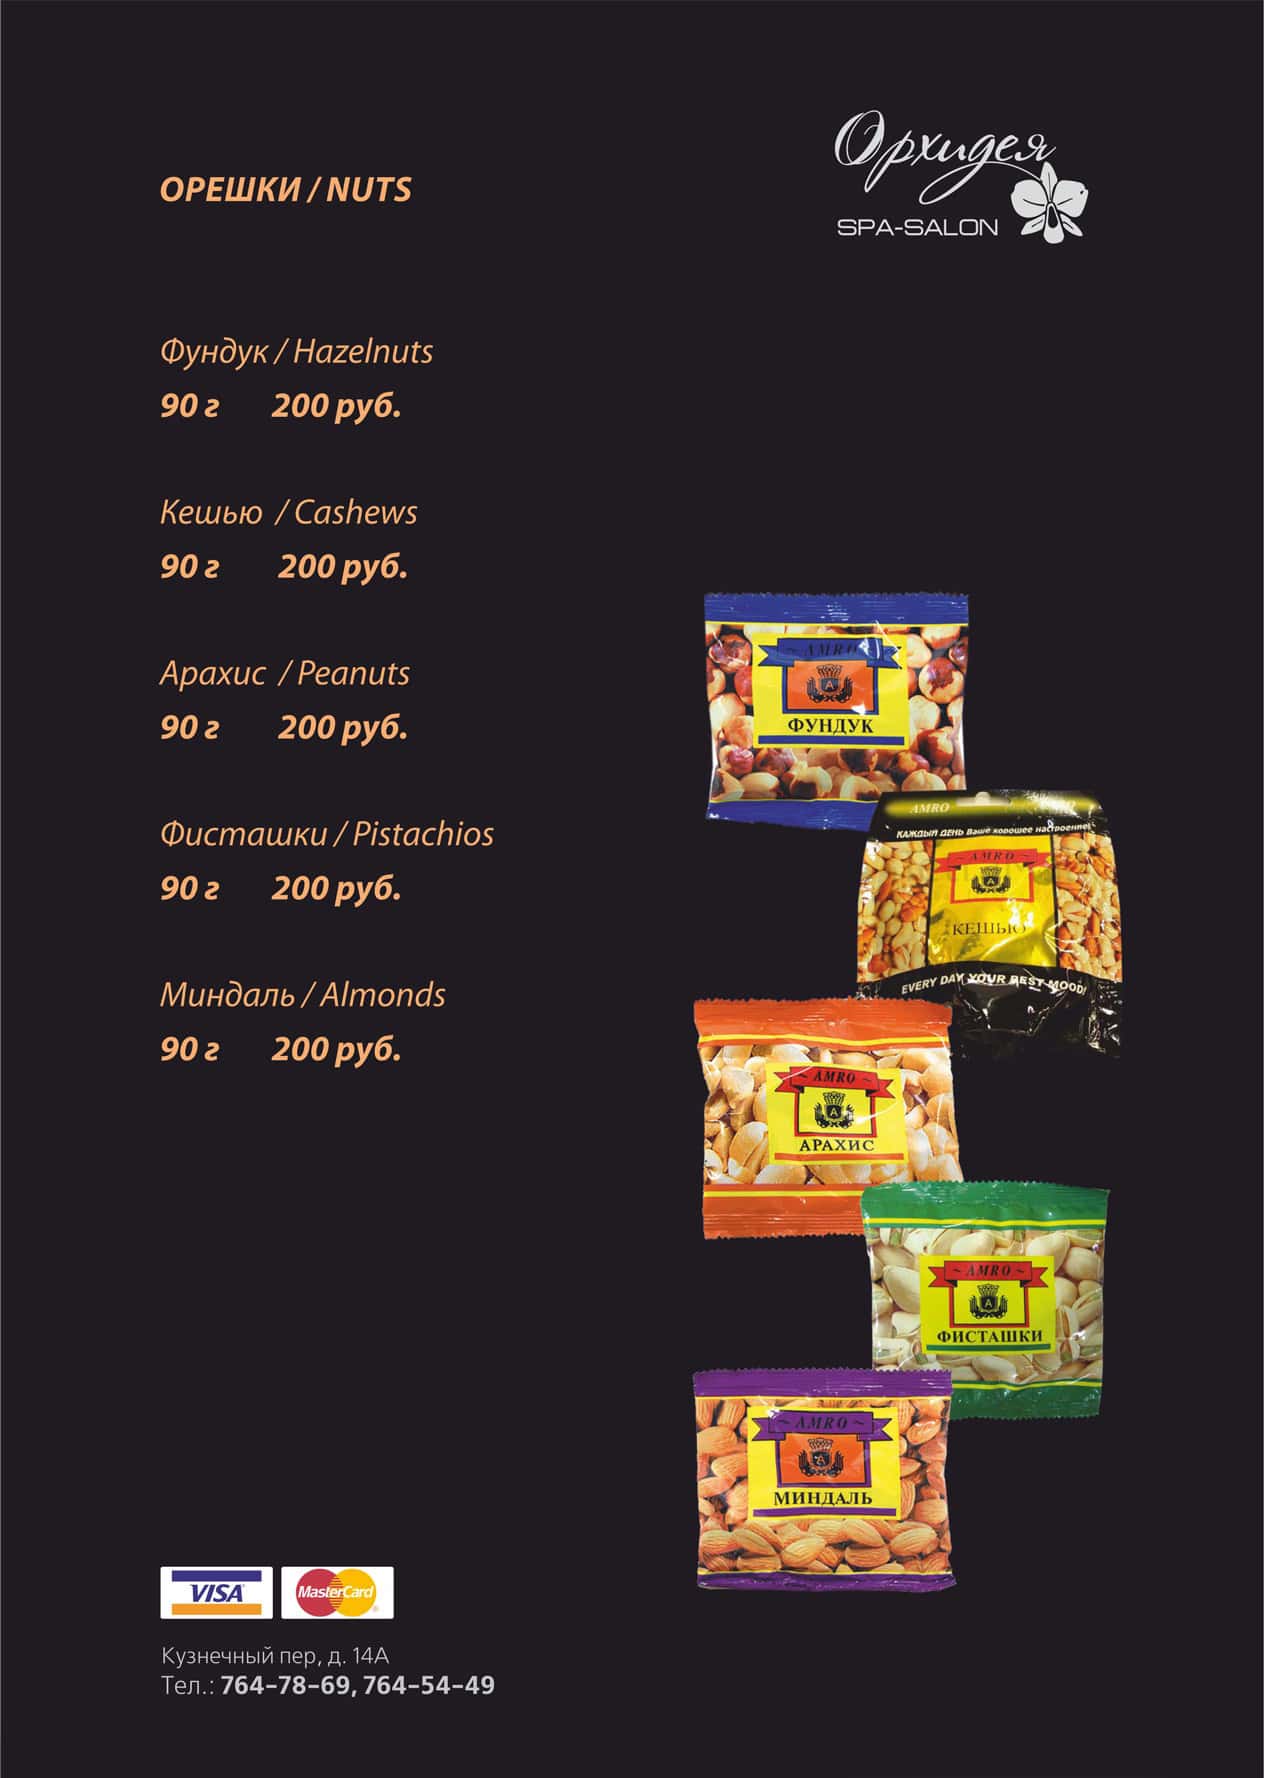 Орхидея
SPA-SALON
ОРЕШКИ / NUTS
Фундук / Hazelnuts
90 г 200 руб.
Кешью / Cashews
90 г 200 руб.
Арахис / Peanuts
90 г 200 руб.
Фисташки / Pistachios
90 г 200 руб.
Миндаль / Almonds
90 г 200 руб.
~ AMRO ~
A
ФУНДУК
AMRO
КАЖДЫЙ ДЕНЬ Ваше хорошее настроение!
~ AMRO ~
A
КЕШЬЮ
EVERY DAY YOUR BEST MOOD!
~ AMRO ~
A
АРАХИС
~ AMRO ~
A
ФИСТАШКИ
~ AMRO ~
A
МИНДАЛЬ
VISA MasterCard
Кузнечный пер, д. 14А
Тел.: 764-78-69, 764-54-49